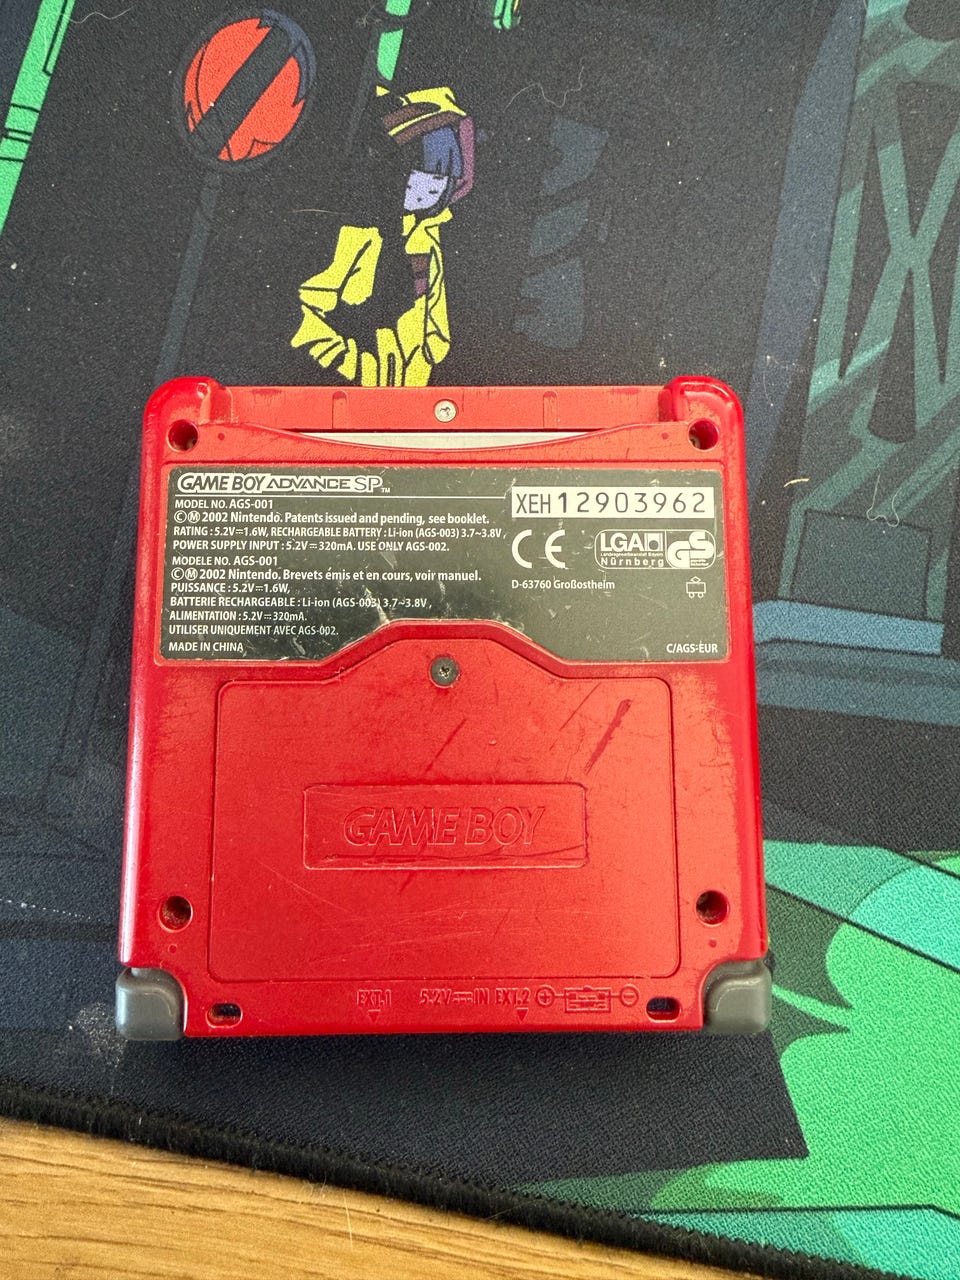 GAME BOY ADVANCE SP™
MODEL NO. AGS-001
©Ⓜ 2002 Nintendo. Patents issued and pending, see booklet.
RATING : 5.2V⎓1.6W, RECHARGEABLE BATTERY : Li-ion (AGS-003) 3.7~3.8V,
POWER SUPPLY INPUT : 5.2V⎓320mA. USE ONLY AGS-002.
MODELE NO. AGS-001
©Ⓜ 2002 Nintendo. Brevets émis et en cours, voir manuel.
PUISSANCE : 5.2V⎓1.6W,
BATTERIE RECHARGEABLE : Li-ion (AGS-003) 3.7~3.8V,
ALIMENTATION : 5.2V⎓320mA.
UTILISER UNIQUEMENT AVEC AGS-002.
MADE IN CHINA
XEH12903962
CE
LGA
Landesgewerbeanstalt Bayern
Nürnberg
GS
D-63760 Großostheim
C/AGS-EUR
GAME BOY
EXT.1 5.2V⎓IN EXT.2